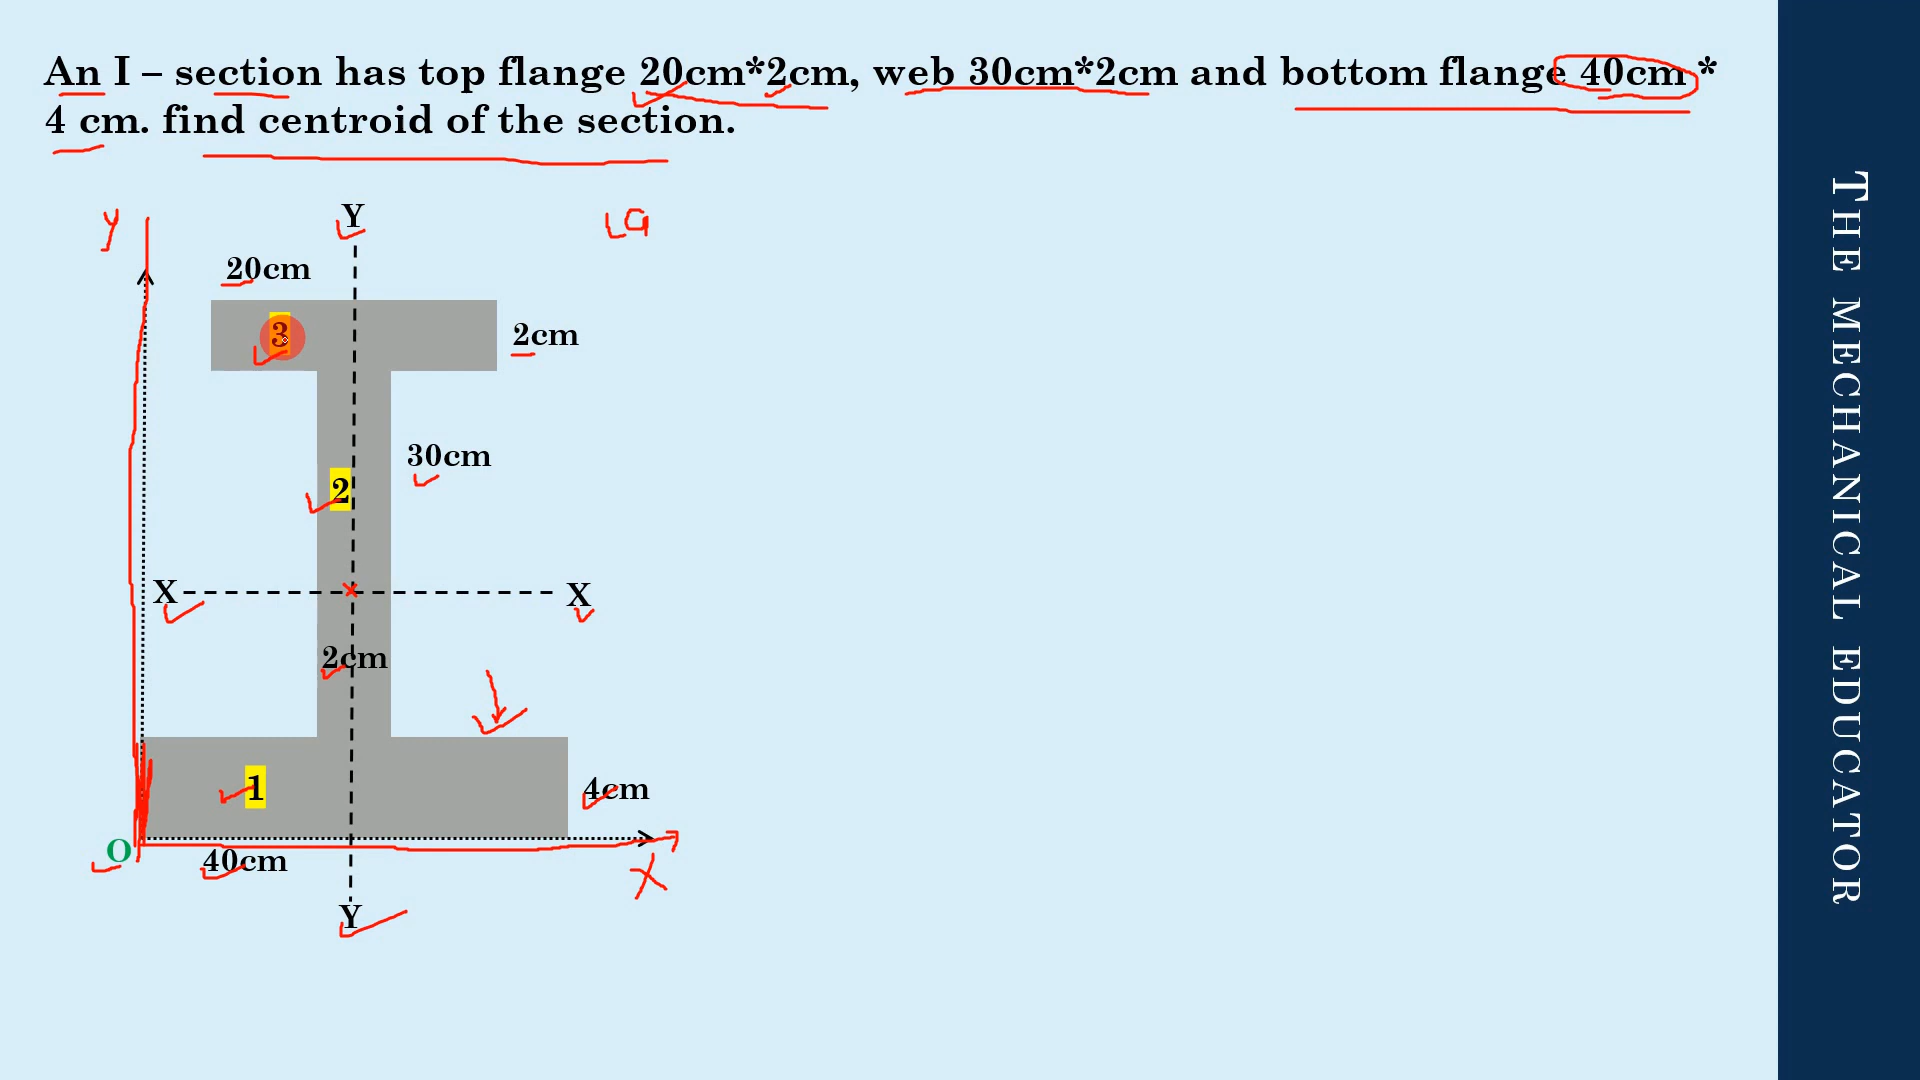 An I – section has top flange 20cm*2cm, web 30cm*2cm and bottom flange 40cm *
4 cm. find centroid of the section.
y
Y
20cm
3
2cm
30cm
2
X
X
2cm
1
4cm
O
40cm
X
Y
THE MECHANICAL EDUCATOR